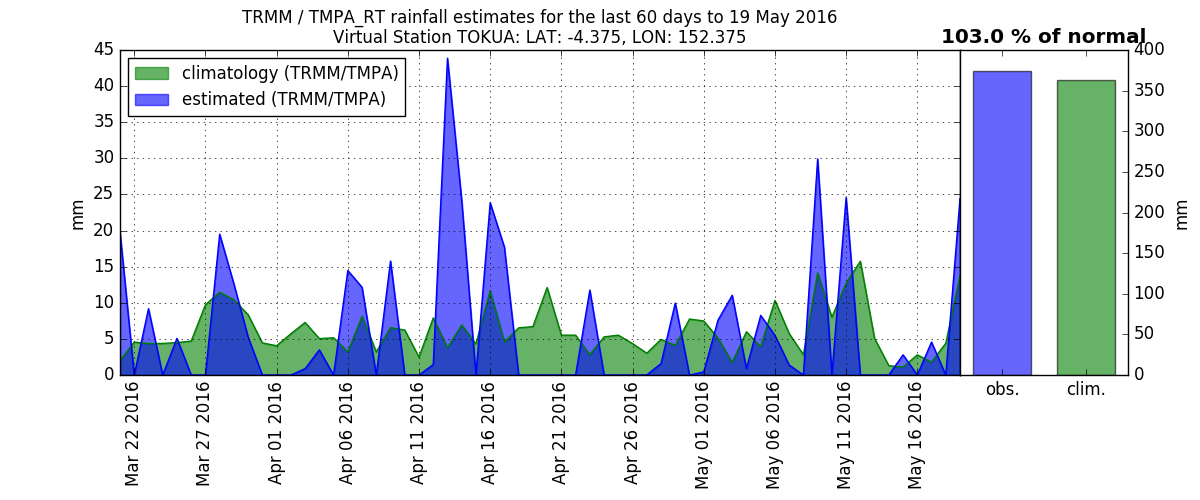 TRMM / TMPA_RT rainfall estimates for the last 60 days to 19 May 2016
Virtual Station TOKUA: LAT: -4.375, LON: 152.375
103.0 % of normal
climatology (TRMM/TMPA)
estimated (TRMM/TMPA)
mm
45
40
35
30
25
20
15
10
5
0
Mar 22 2016
Mar 27 2016
Apr 01 2016
Apr 06 2016
Apr 11 2016
Apr 16 2016
Apr 21 2016
Apr 26 2016
May 01 2016
May 06 2016
May 11 2016
May 16 2016
400
350
300
250
200
150
100
50
0
mm
obs.
clim.